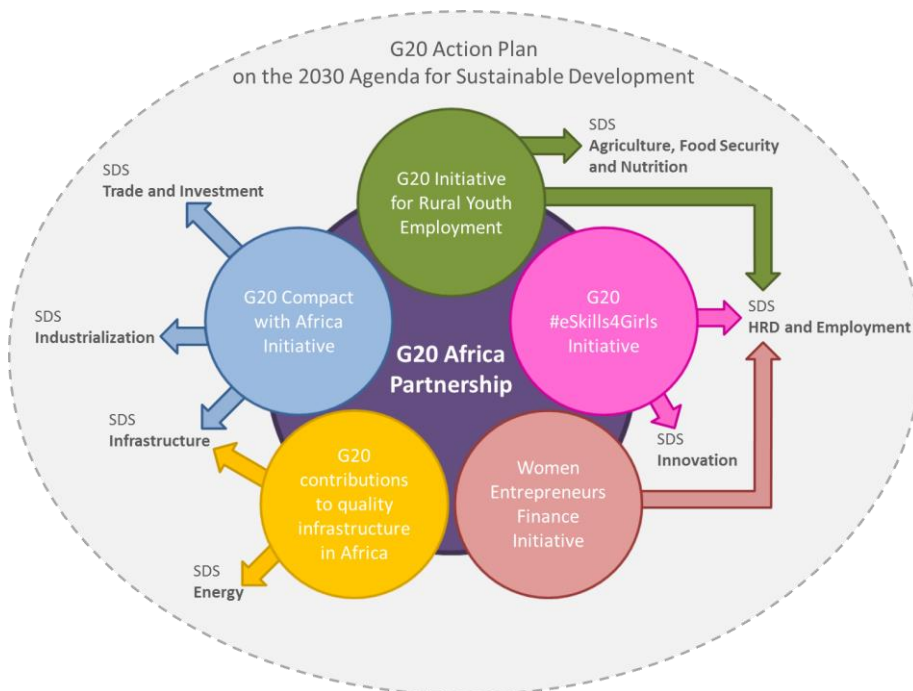 G20 Action Plan
on the 2030 Agenda for Sustainable Development
SDS
Agriculture, Food Security
and Nutrition
G20 Initiative
for Rural Youth
Employment
SDS
Trade and Investment
G20 Compact
with Africa
Initiative
G20
#eSkills4Girls
Initiative
SDS
HRD and Employment
SDS
Industrialization
G20 Africa
Partnership
SDS
Infrastructure
SDS
Innovation
G20
contributions
to quality
infrastructure
in Africa
Women
Entrepreneurs
Finance
Initiative
SDS
Energy